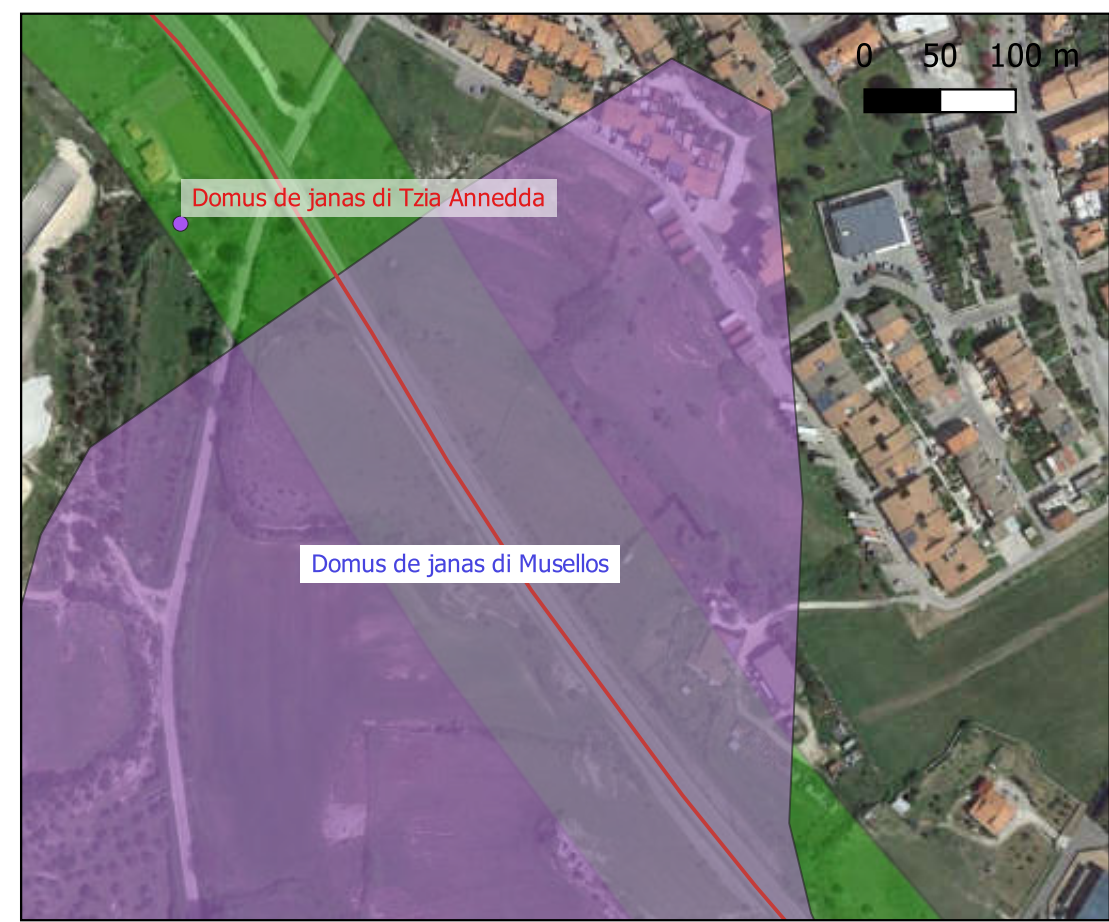 0 50 100 m
Domus de janas di Tzia Annedda
Domus de janas di Musellos